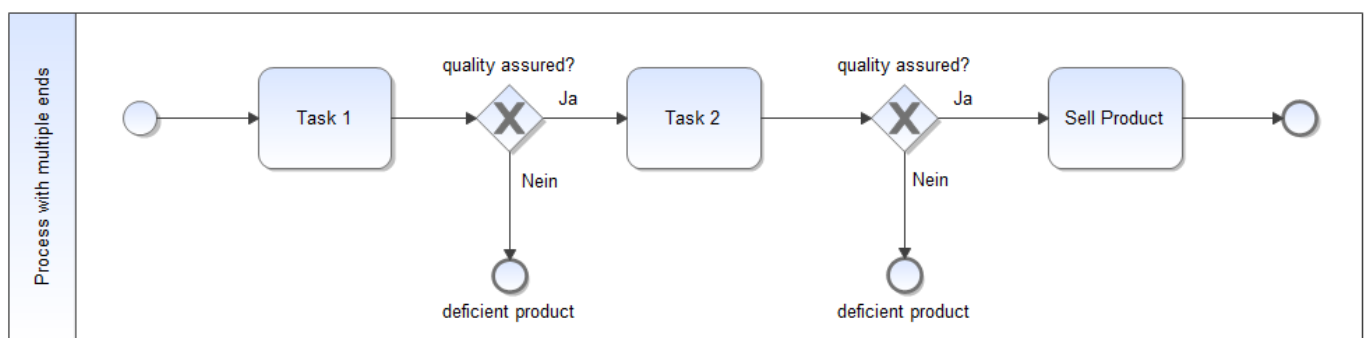 Process with multiple ends
quality assured?
quality assured?
Ja
Ja
Task 1
Task 2
Sell Product
Nein
Nein
deficient product
deficient product